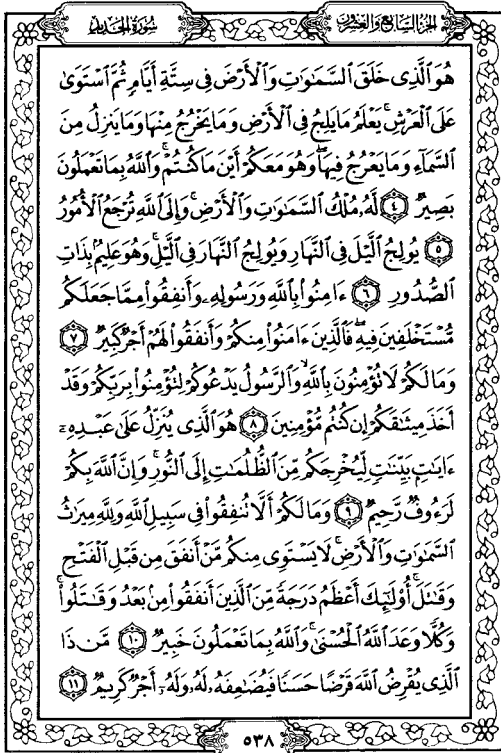 الجزء السابع والعشرون
سورة الحديد
هُوَ الَّذِى خَلَقَ السَّمَٰوَٰتِ وَالْأَرْضَ فِى سِتَّةِ أَيَّامٍ ثُمَّ اسْتَوَىٰ
عَلَى الْعَرْشِ ۚ يَعْلَمُ مَا يَلِجُ فِى الْأَرْضِ وَمَا يَخْرُجُ مِنْهَا وَمَا يَنزِلُ مِنَ
السَّمَآءِ وَمَا يَعْرُجُ فِيهَا ۖ وَهُوَ مَعَكُمْ أَيْنَ مَا كُنتُمْ ۚ وَاللَّهُ بِمَا تَعْمَلُونَ
بَصِيرٌ ٤ لَّهُۥ مُلْكُ السَّمَٰوَٰتِ وَالْأَرْضِ ۚ وَإِلَى اللَّهِ تُرْجَعُ الْأُمُورُ
٥ يُولِجُ الَّيْلَ فِى النَّهَارِ وَيُولِجُ النَّهَارَ فِى الَّيْلِ ۚ وَهُوَ عَلِيمٌۢ بِذَاتِ
الصُّدُورِ ٦ ءَامِنُوا۟ بِاللَّهِ وَرَسُولِهِۦ وَأَنفِقُوا۟ مِمَّا جَعَلَكُم
مُّسْتَخْلَفِينَ فِيهِ ۖ فَالَّذِينَ ءَامَنُوا۟ مِنكُمْ وَأَنفَقُوا۟ لَهُمْ أَجْرٌ كَبِيرٌ ٧
وَمَا لَكُمْ لَا تُؤْمِنُونَ بِاللَّهِ ۙ وَالرَّسُولُ يَدْعُوكُمْ لِتُؤْمِنُوا۟ بِرَبِّكُمْ وَقَدْ
أَخَذَ مِيثَٰقَكُمْ إِن كُنتُم مُّؤْمِنِينَ ٨ هُوَ الَّذِى يُنَزِّلُ عَلَىٰ عَبْدِهِۦٓ
ءَايَٰتٍۭ بَيِّنَٰتٍ لِّيُخْرِجَكُم مِّنَ الظُّلُمَٰتِ إِلَى النُّورِ ۚ وَإِنَّ اللَّهَ بِكُمْ
لَرَءُوفٌ رَّحِيمٌ ٩ وَمَا لَكُمْ أَلَّا تُنفِقُوا۟ فِى سَبِيلِ اللَّهِ وَلِلَّهِ مِيرَٰثُ
السَّمَٰوَٰتِ وَالْأَرْضِ ۚ لَا يَسْتَوِى مِنكُم مَّنْ أَنفَقَ مِن قَبْلِ الْفَتْحِ
وَقَٰتَلَ ۚ أُو۟لَٰٓئِكَ أَعْظَمُ دَرَجَةً مِّنَ الَّذِينَ أَنفَقُوا۟ مِنۢ بَعْدُ وَقَٰتَلُوا۟ ۚ
وَكُلًّا وَعَدَ اللَّهُ الْحُسْنَىٰ ۚ وَاللَّهُ بِمَا تَعْمَلُونَ خَبِيرٌ ١٠ مَّن ذَا
الَّذِى يُقْرِضُ اللَّهَ قَرْضًا حَسَنًا فَيُضَٰعِفَهُۥ لَهُۥ وَلَهُۥٓ أَجْرٌ كَرِيمٌ ١١
٥٣٨